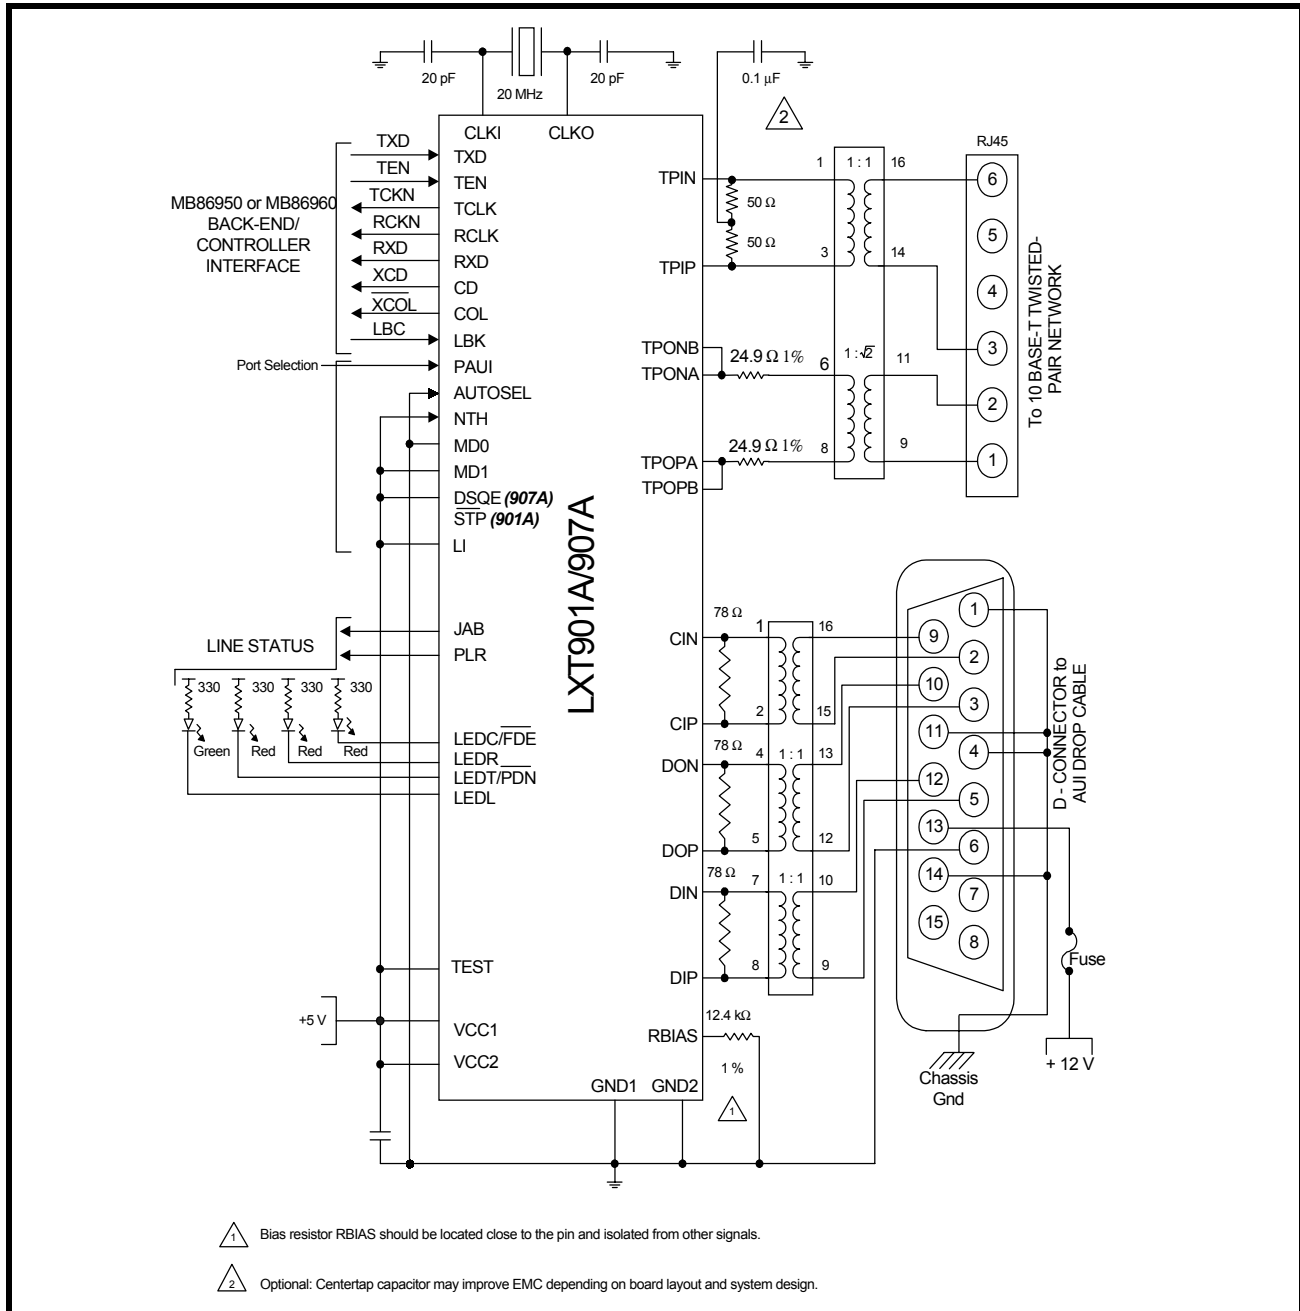 20 pF
20 MHz
20 pF
0.1 µF
2
CLKI
CLKO
MB86950 or MB86960
BACK-END/
CONTROLLER
INTERFACE
TXD
TEN
TCKN
RCKN
RXD
XCD
XCOL
LBC
Port Selection
TXD
TEN
TCLK
RCLK
RXD
CD
COL
LBK
PAUI
AUTOSEL
NTH
MD0
MD1
DSQE (907A)
STP (901A)
LI
JAB
PLR
LINE STATUS
330
330
330
330
Green
Red
Red
Red
LEDC/FDE
LEDR
LEDT/PDN
LEDL
TEST
+5 V
VCC1
VCC2
GND1
GND2
LXT901A/907A
TPIN
TPIP
TPONB
TPONA
TPOPA
TPOPB
CIN
CIP
DON
DOP
DIN
DIP
RBIAS
50 Ω
50 Ω
24.9 Ω 1%
24.9 Ω 1%
1
1 : 1
16
3
14
6
1 : √2
11
8
9
RJ45
6
5
4
3
2
1
To 10 BASE-T TWISTED-
PAIR NETWORK
78 Ω
1
16
2
15
78 Ω
4
1 : 1
13
5
12
78 Ω
7
1 : 1
10
8
9
12.4 kΩ
1 %
1
1
9
2
10
3
11
4
12
5
13
6
14
7
15
8
D - CONNECTOR to
AUI DROP CABLE
Fuse
+ 12 V
Chassis
Gnd
1 Bias resistor RBIAS should be located close to the pin and isolated from other signals.
2 Optional: Centertap capacitor may improve EMC depending on board layout and system design.